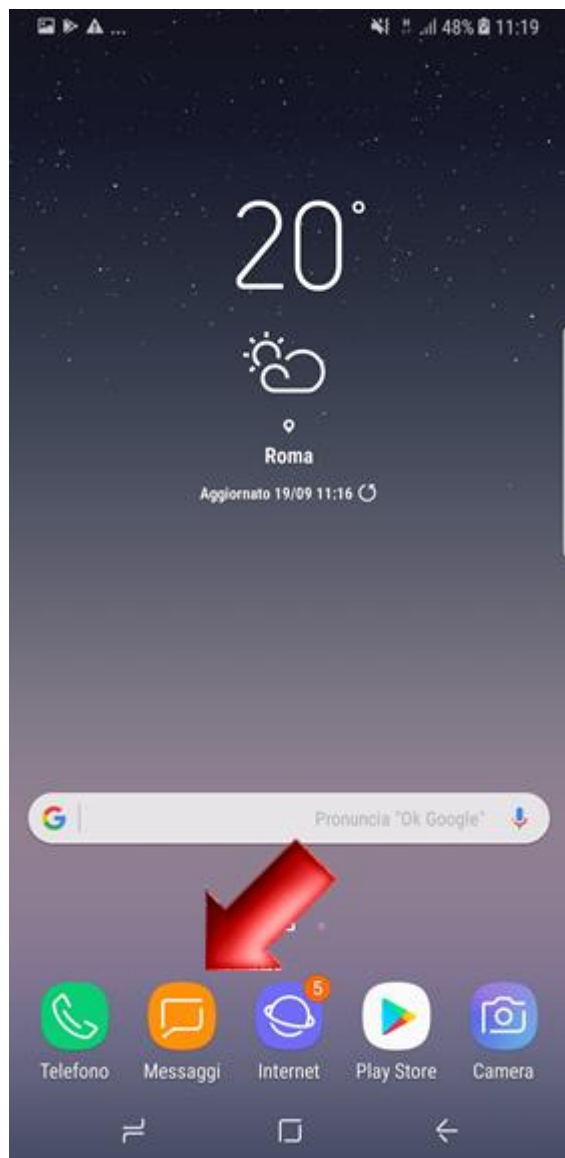 ... 48% 11:19
20°
Roma
Aggiornato 19/09 11:16
G Pronuncia "Ok Google"
5
Telefono Messaggi Internet Play Store Camera